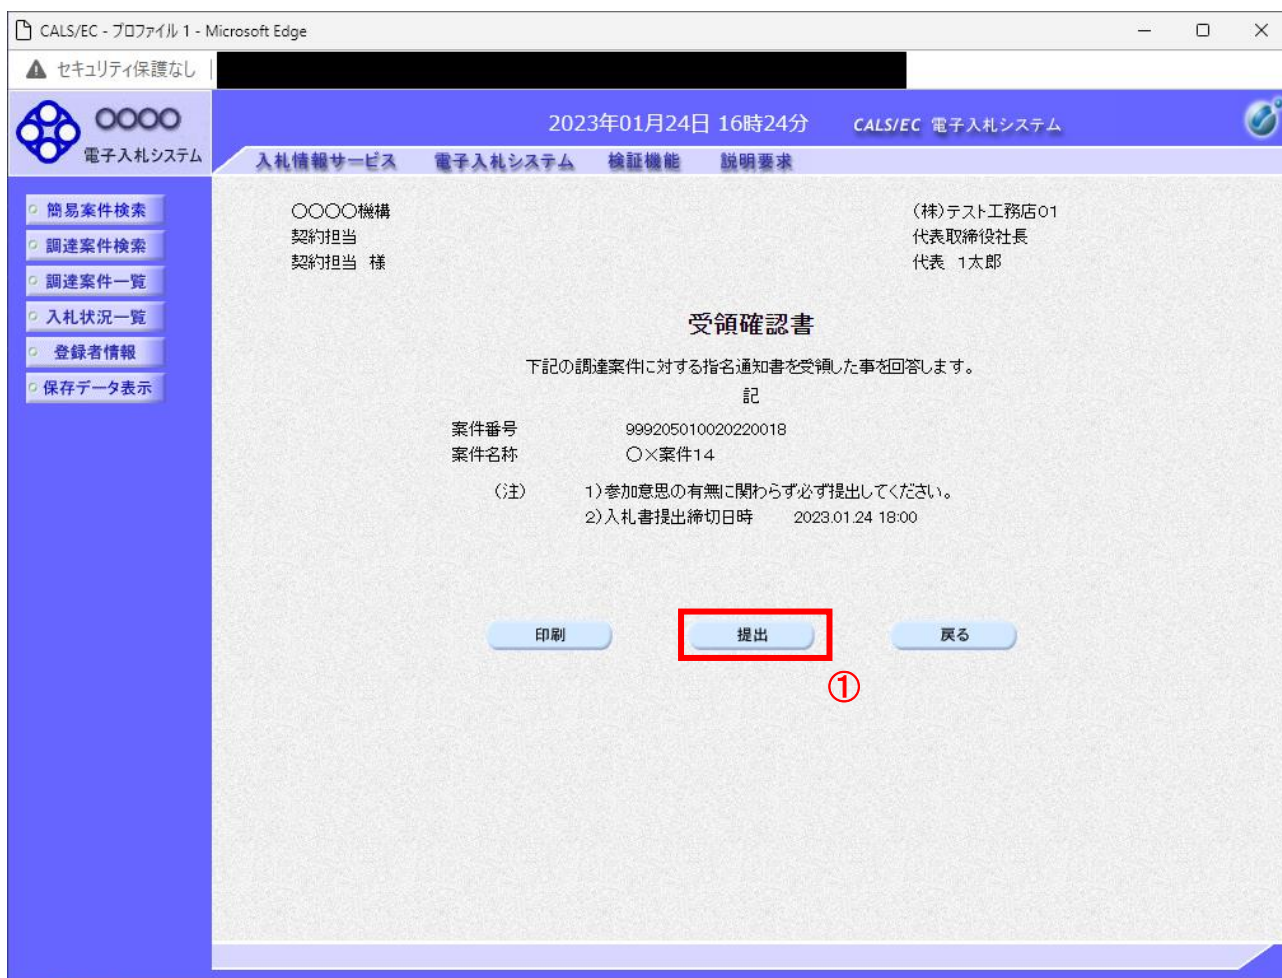 CALS/EC - プロファイル 1 - Microsoft Edge
セキュリティ保護なし
〇〇〇〇
電子入札システム
2023年01月24日 16時24分
CALS/EC 電子入札システム
入札情報サービス 電子入札システム 検証機能 説明要求
簡易案件検索
調達案件検索
調達案件一覧
入札状況一覧
登録者情報
保存データ表示
〇〇〇〇機構
契約担当
契約担当 様
(株)テスト工務店01
代表取締役社長
代表 1太郎
受領確認書
下記の調達案件に対する指名通知書を受領した事を回答します。
記
案件番号 999205010020220018
案件名称 〇×案件14
(注) 1)参加意思の有無に関わらず必ず提出してください。
2)入札書提出締切日時 2023.01.24 18:00
印刷 提出 戻る
①